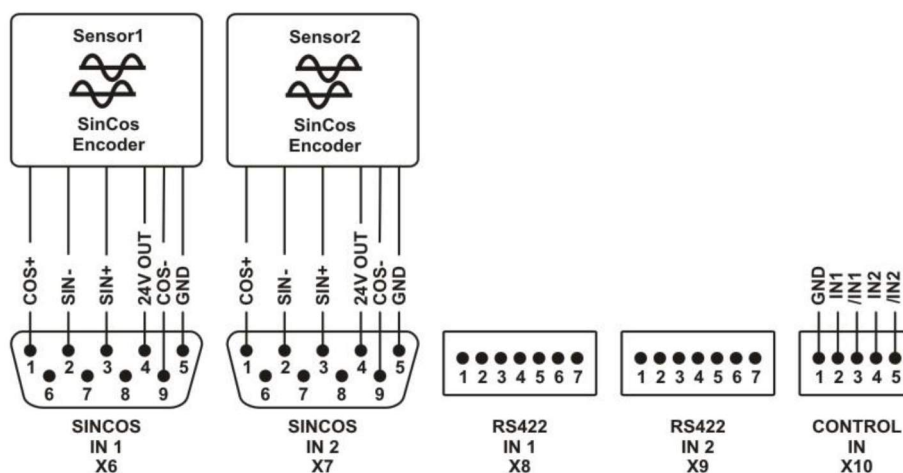 Sensor1
SinCos
Encoder
Sensor2
SinCos
Encoder
COS+
SIN-
SIN+
24V OUT
COS-
GND
COS+
SIN-
SIN+
24V OUT
COS-
GND
GND
IN1
/IN1
IN2
/IN2
1 2 3 4 5
6 7 8 9
1 2 3 4 5
6 7 8 9
1 2 3 4 5 6 7
1 2 3 4 5 6 7
1 2 3 4 5
SINCOS
IN 1
X6
SINCOS
IN 2
X7
RS422
IN 1
X8
RS422
IN 2
X9
CONTROL
IN
X10